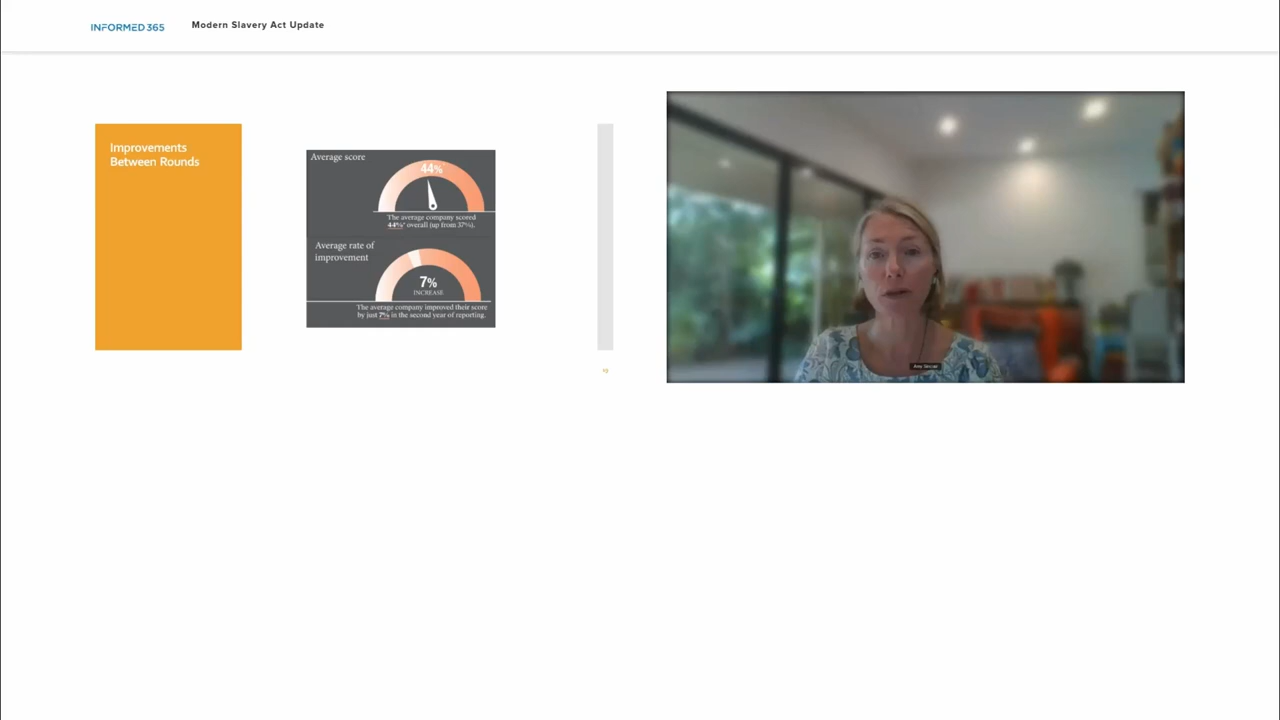 INFORMED 365
Modern Slavery Act Update
Improvements
Between Rounds
Average score
44%
The average company scored
44%* overall (up from 37%).
Average rate of
improvement
7%
INCREASE
The average company improved their score
by just 7% in the second year of reporting.
Amy Sinclair